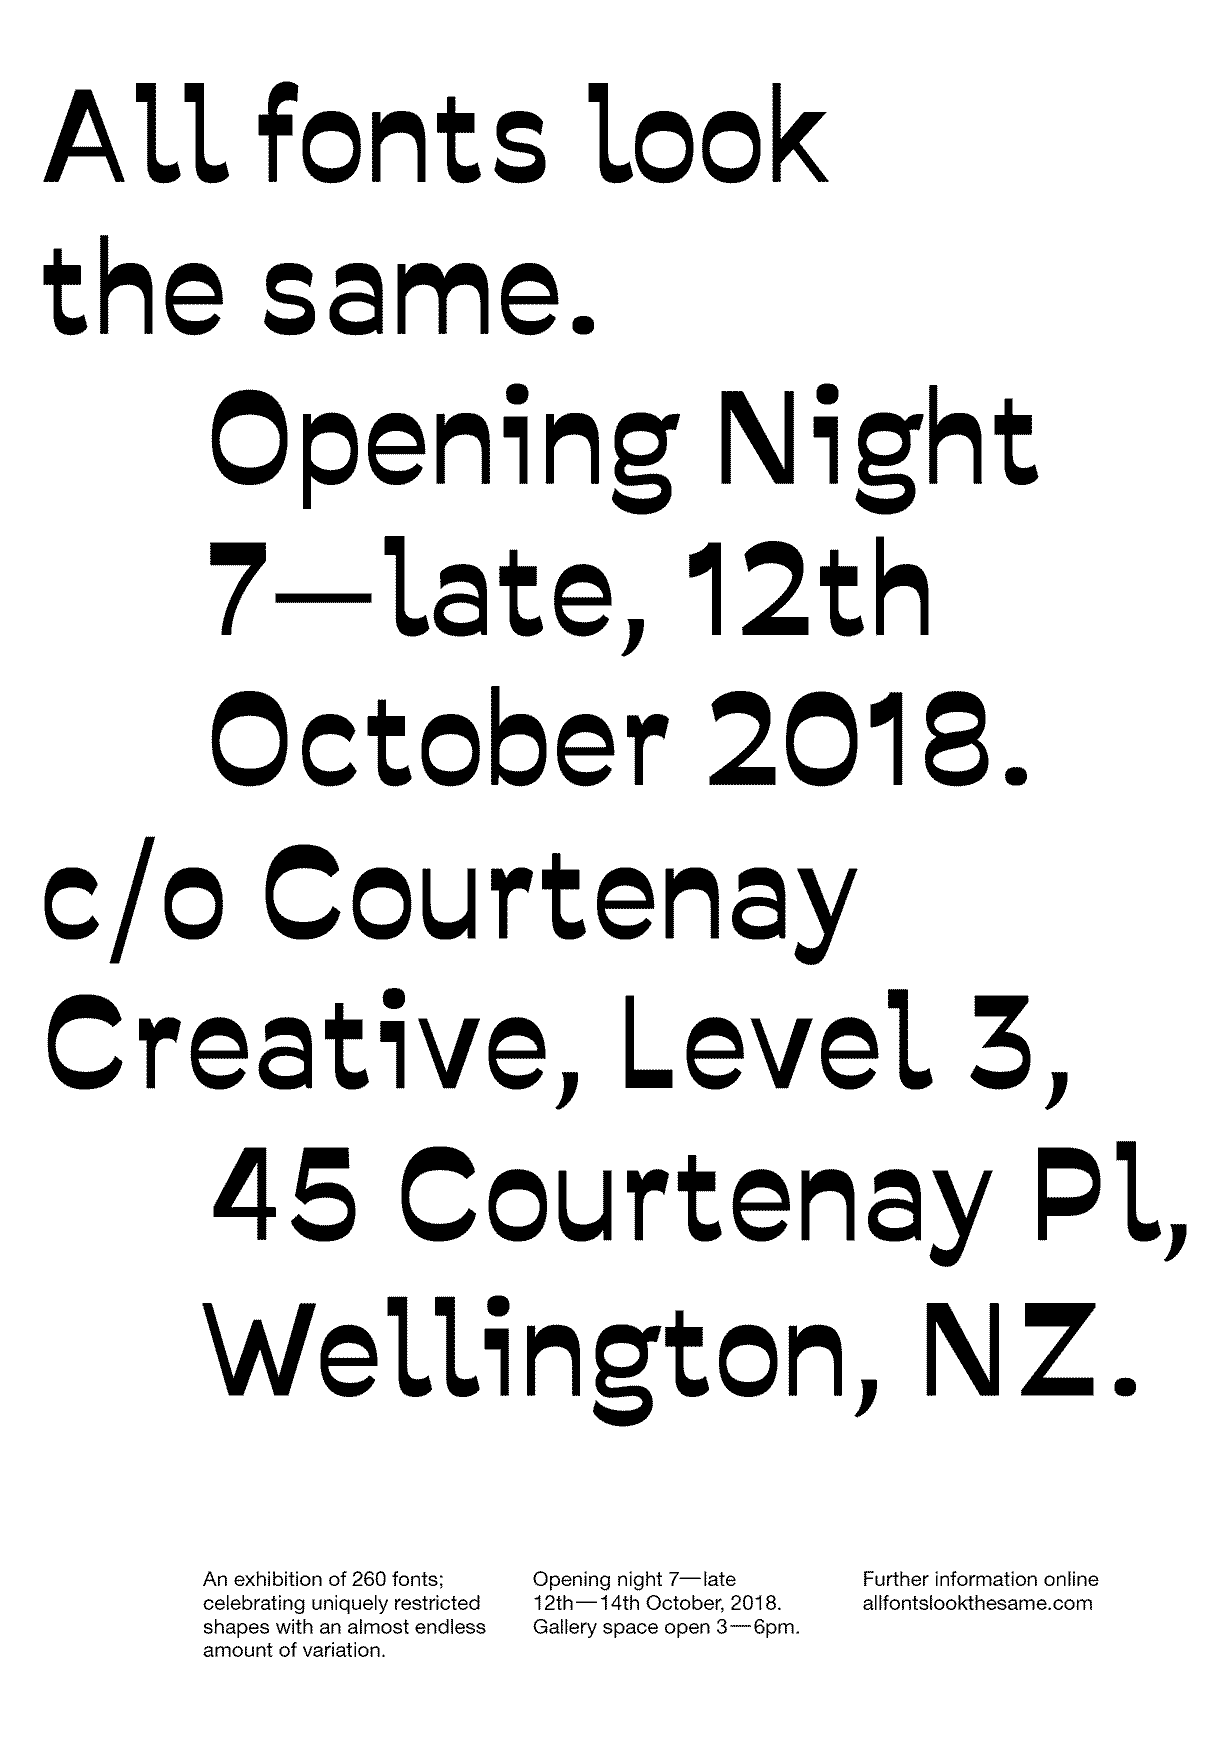 All fonts look
the same.
Opening Night
7—late, 12th
October 2018.
c/o Courtenay
Creative, Level 3,
45 Courtenay Pl,
Wellington, NZ.
An exhibition of 260 fonts;
celebrating uniquely restricted
shapes with an almost endless
amount of variation.
Opening night 7—late
12th—14th October, 2018.
Gallery space open 3—6pm.
Further information online
allfontslookthesame.com